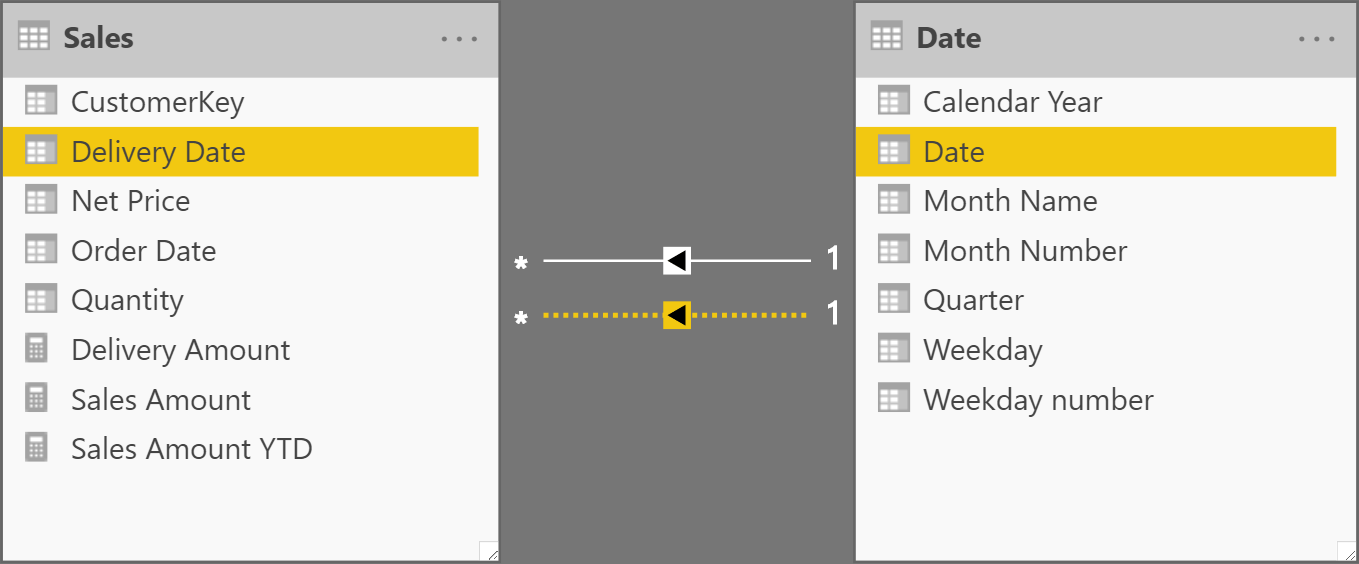 Sales ...
CustomerKey
Delivery Date
Net Price
Order Date
Quantity
Delivery Amount
Sales Amount
Sales Amount YTD
* 1
* 1
Date ...
Calendar Year
Date
Month Name
Month Number
Quarter
Weekday
Weekday number